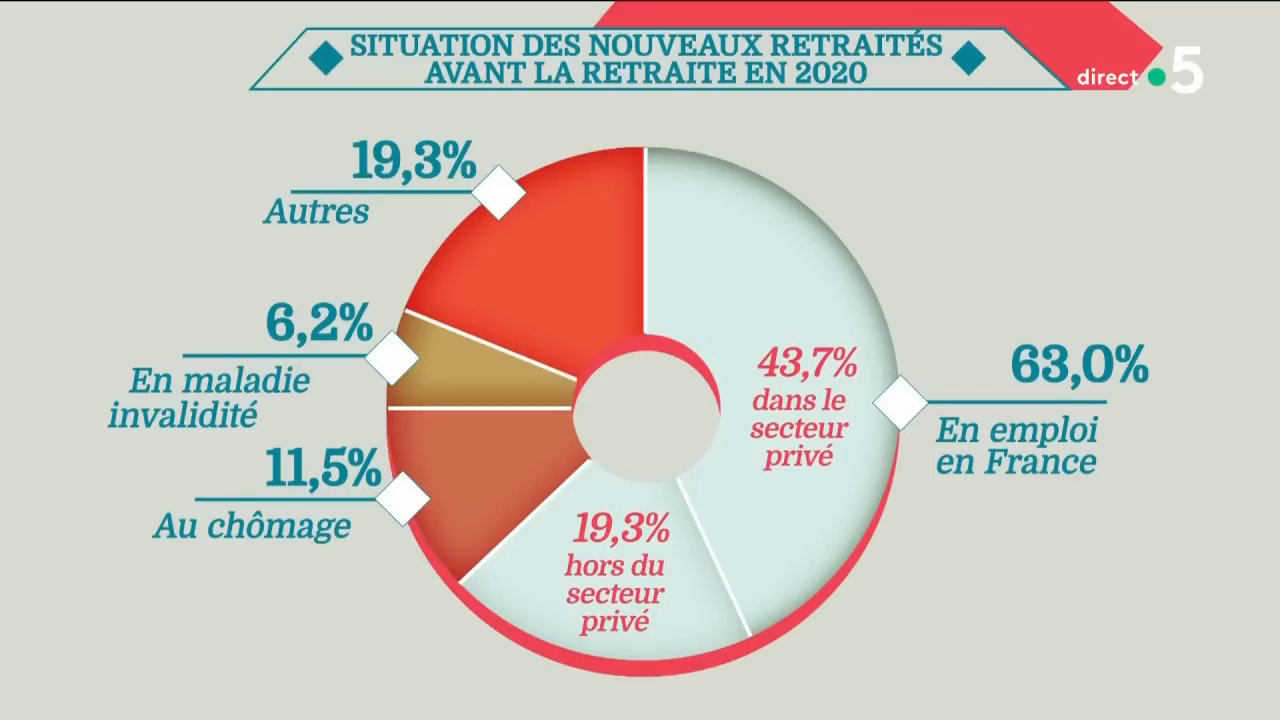 SITUATION DES NOUVEAUX RETRAITÉS
AVANT LA RETRAITE EN 2020
direct 5
19,3%
Autres
6,2%
En maladie
invalidité
11,5%
Au chômage
43,7%
dans le
secteur
privé
19,3%
hors du
secteur
privé
63,0%
En emploi
en France